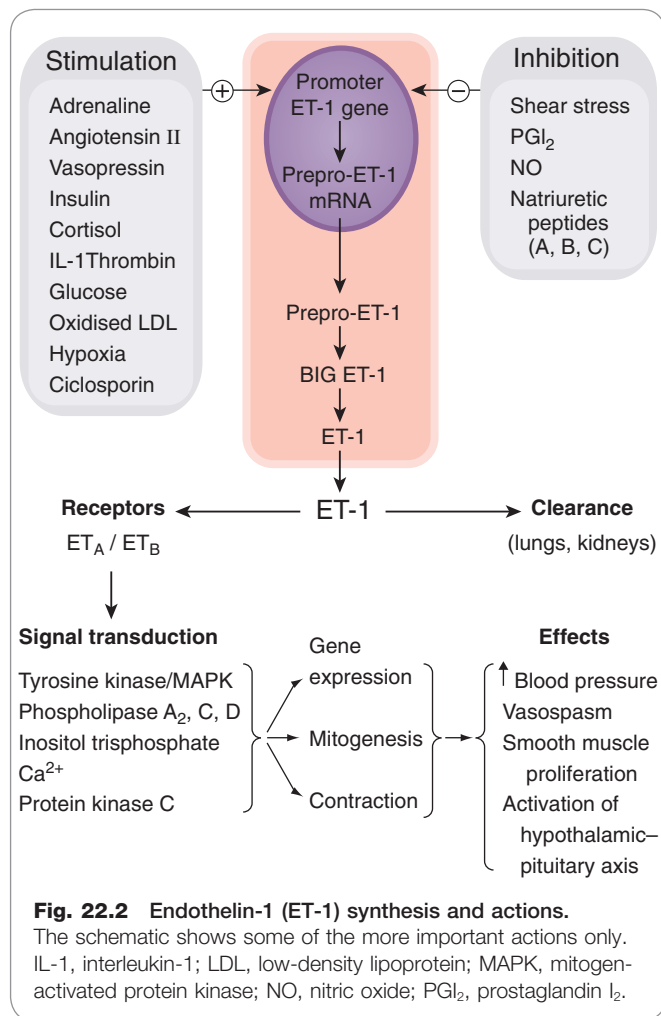 Stimulation
Adrenaline
Angiotensin II
Vasopressin
Insulin
Cortisol
IL-1Thrombin
Glucose
Oxidised LDL
Hypoxia
Ciclosporin
+
Promoter
ET-1 gene
Prepro-ET-1
mRNA
Prepro-ET-1
BIG ET-1
ET-1
−
Inhibition
Shear stress
PGI₂
NO
Natriuretic
peptides
(A, B, C)
Receptors
ET_A / ET_B
ET-1
Clearance
(lungs, kidneys)
Signal transduction
Tyrosine kinase/MAPK
Phospholipase A₂, C, D
Inositol trisphosphate
Ca²⁺
Protein kinase C
Gene
expression
Mitogenesis
Contraction
Effects
↑ Blood pressure
Vasospasm
Smooth muscle
proliferation
Activation of
hypothalamic–
pituitary axis
Fig. 22.2 Endothelin-1 (ET-1) synthesis and actions.
The schematic shows some of the more important actions only.
IL-1, interleukin-1; LDL, low-density lipoprotein; MAPK, mitogen-
activated protein kinase; NO, nitric oxide; PGI₂, prostaglandin I₂.